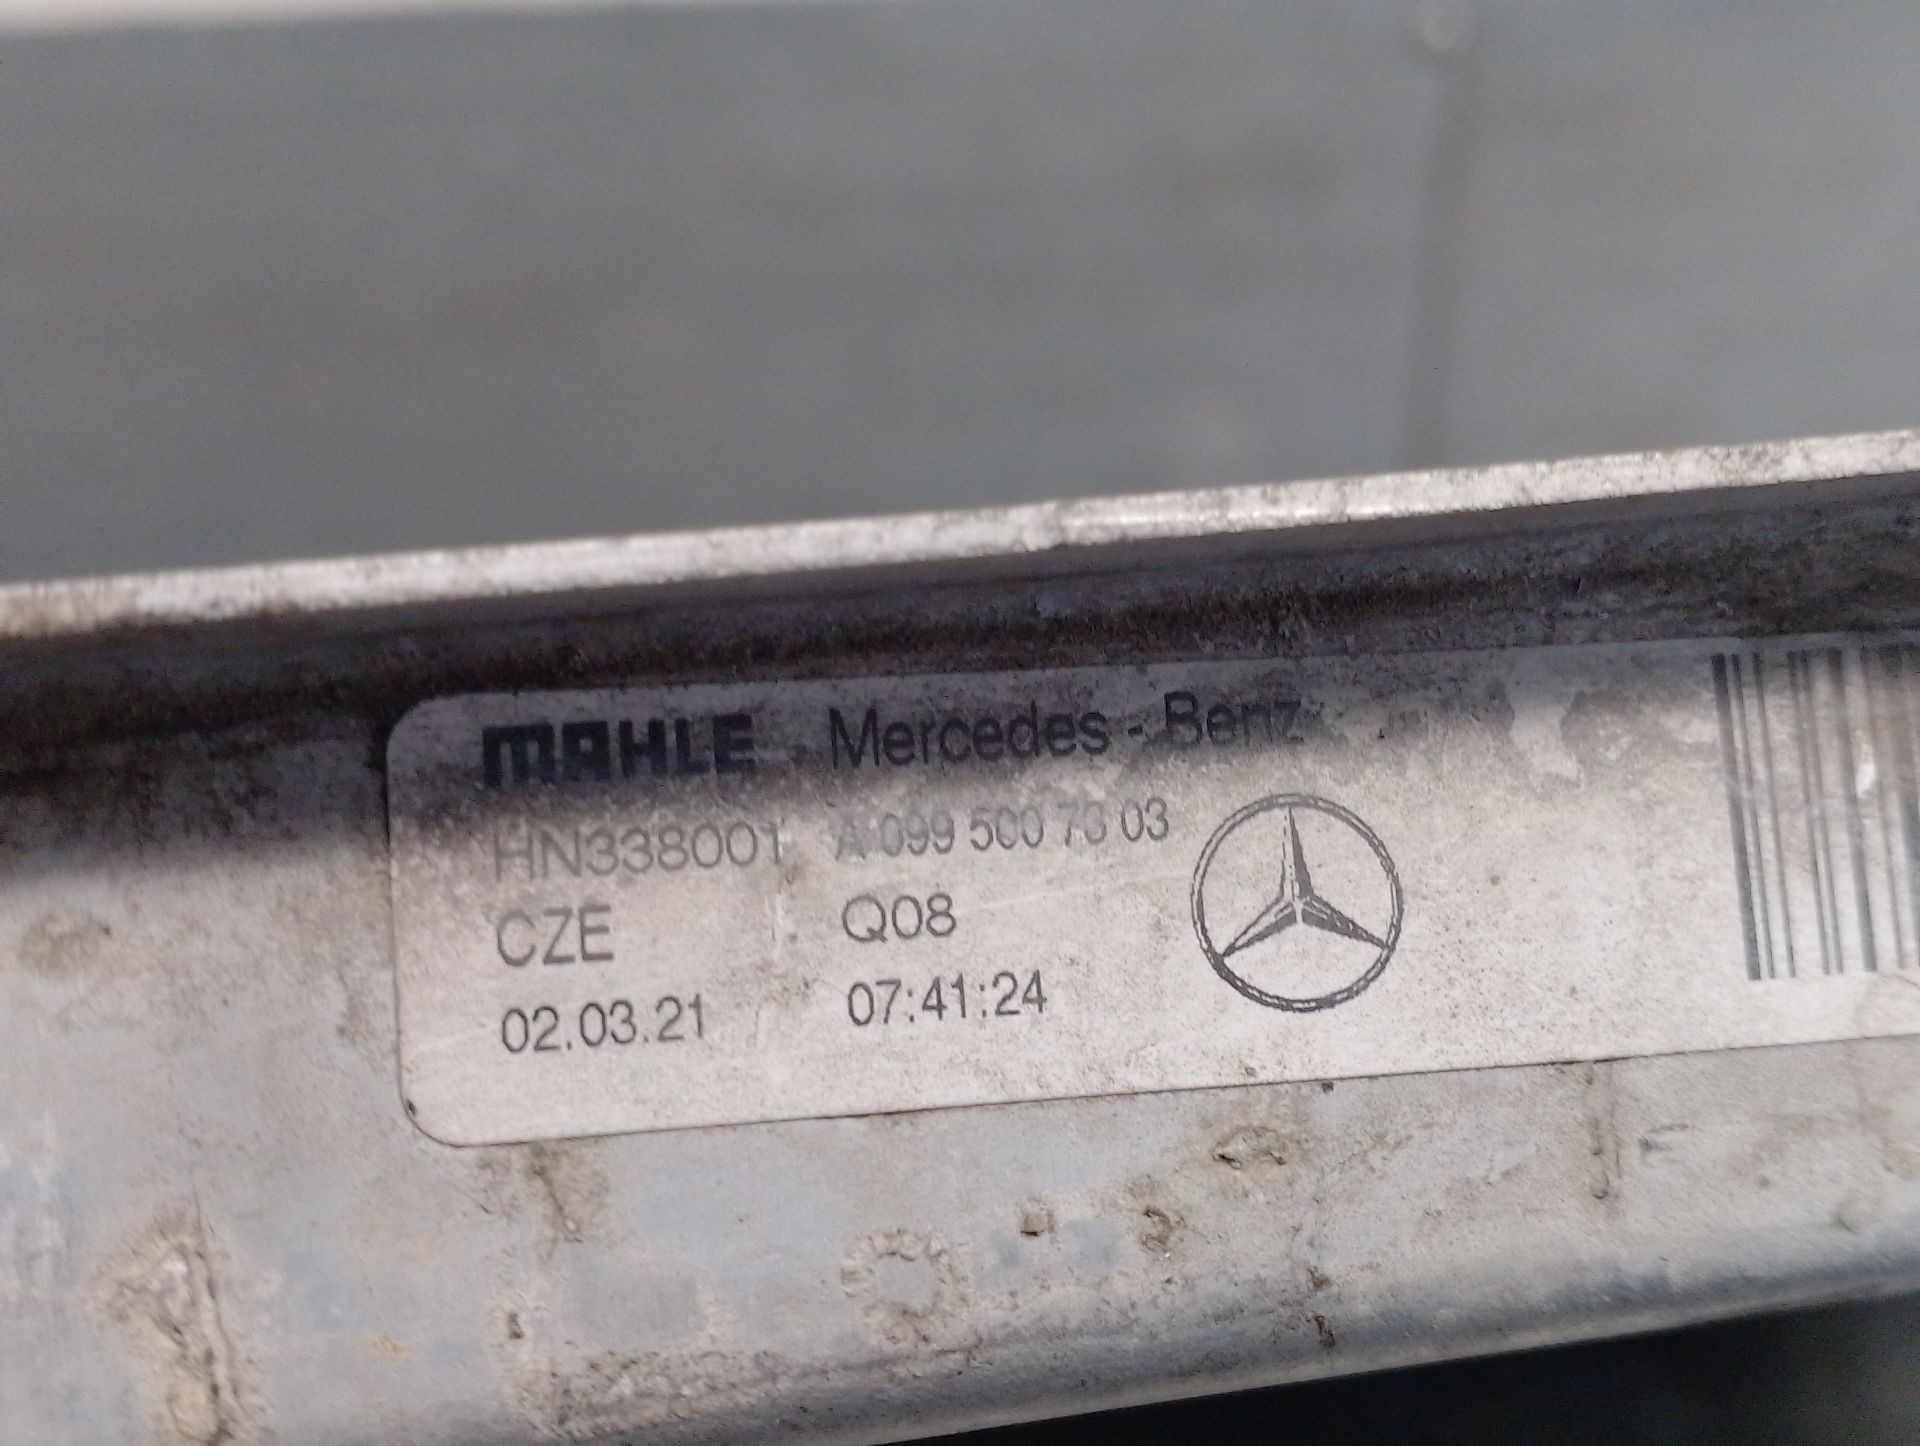 MAHLE Mercedes - Benz
HN338001 A 099 500 73 03
CZE Q08
02.03.21 07:41:24